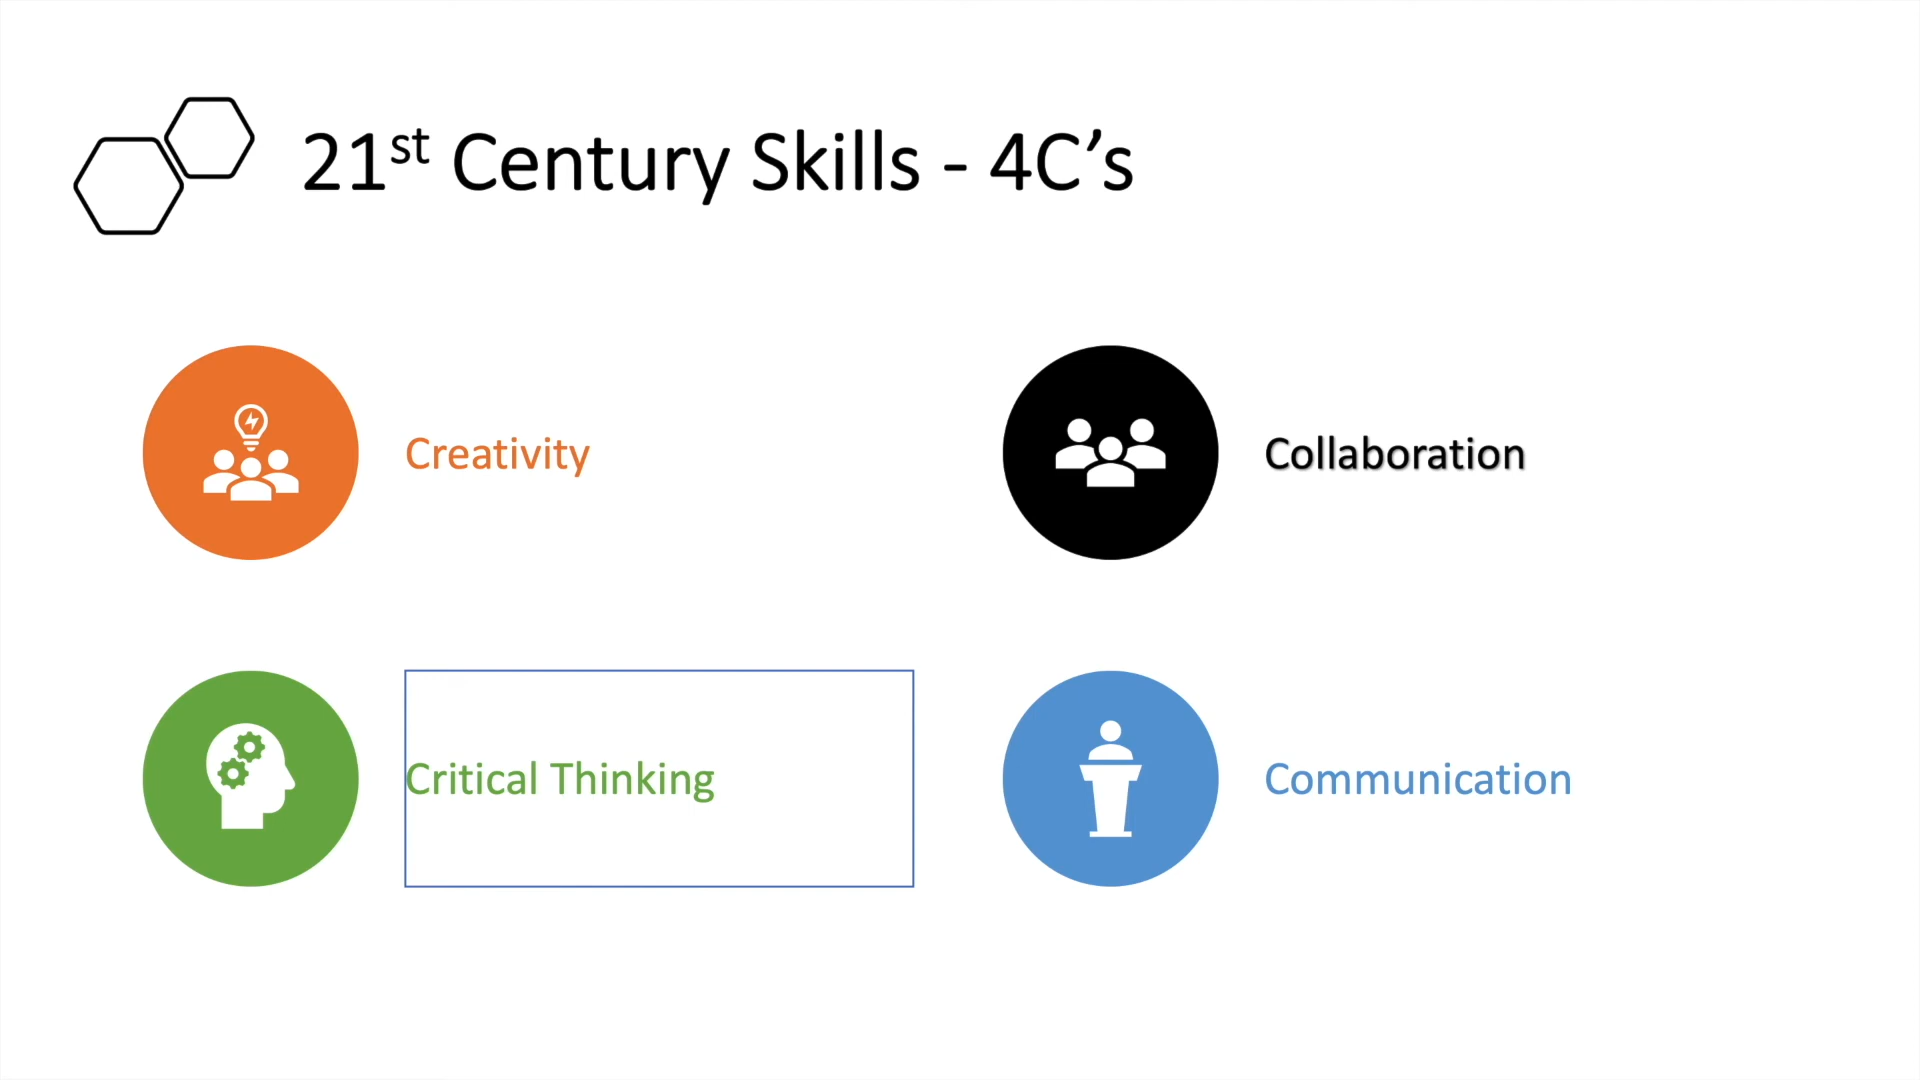 21st Century Skills - 4C’s
Creativity
Collaboration
Critical Thinking
Communication